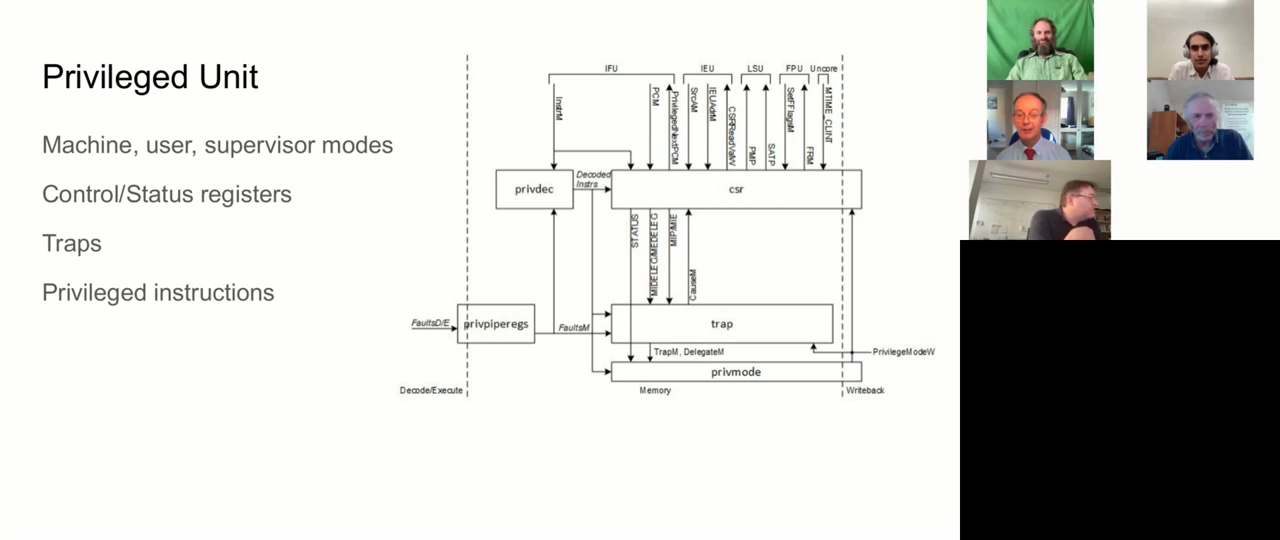 Privileged Unit
Machine, user, supervisor modes
Control/Status registers
Traps
Privileged instructions
IFU
IEU
LSU
FPU
Uncore
InstrM
PCM
PrivilegedNextPCM
SrcAM
IEUAdrM
CSRReadValW
PMP
SATP
SetFFlagsM
FRM
MTIME_CLINT
privdec
Decoded
Instrs
csr
STATUS
MIDELEG/MEDELEG
MIP/MIE
CauseM
FaultsD/E
privpiperegs
FaultsM
trap
TrapM, DelegateM
PrivilegeModeW
privmode
Decode/Execute
Memory
Writeback